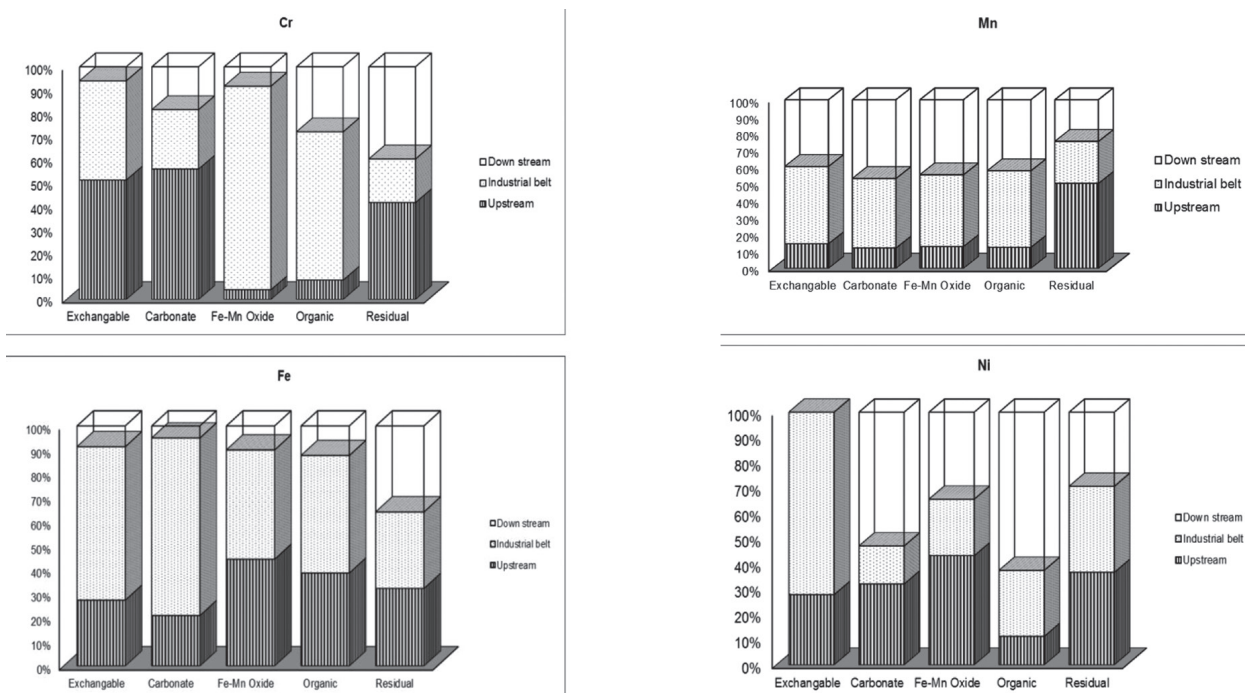 Cr
100%
90%
80%
70%
60%
50%
40%
30%
20%
10%
0%
Exchangable Carbonate Fe-Mn Oxide Organic Residual
Down stream
Industrial belt
Upstream
Mn
100%
90%
80%
70%
60%
50%
40%
30%
20%
10%
0%
Exchangable Carbonate Fe-Mn Oxide Organic Residual
Down stream
Industrial belt
Upstream
Fe
100%
90%
80%
70%
60%
50%
40%
30%
20%
10%
0%
Exchangable Carbonate Fe-Mn Oxide Organic Residual
Down stream
Industrial belt
Upstream
Ni
100%
90%
80%
70%
60%
50%
40%
30%
20%
10%
0%
Exchangable Carbonate Fe-Mn Oxide Organic Residual
Down stream
Industrial belt
Upstream